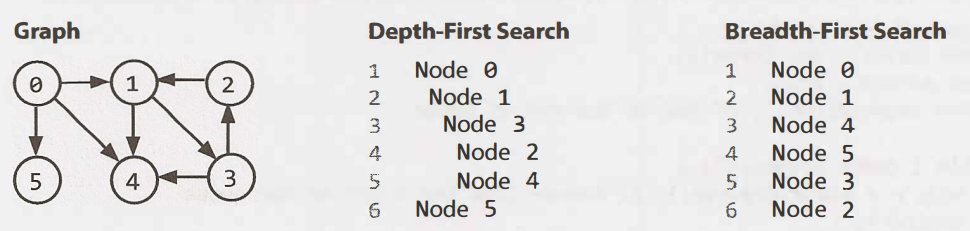 Graph
0
1
2
5
4
3
Depth-First Search
1 Node 0
2 Node 1
3 Node 3
4 Node 2
5 Node 4
6 Node 5
Breadth-First Search
1 Node 0
2 Node 1
3 Node 4
4 Node 5
5 Node 3
6 Node 2